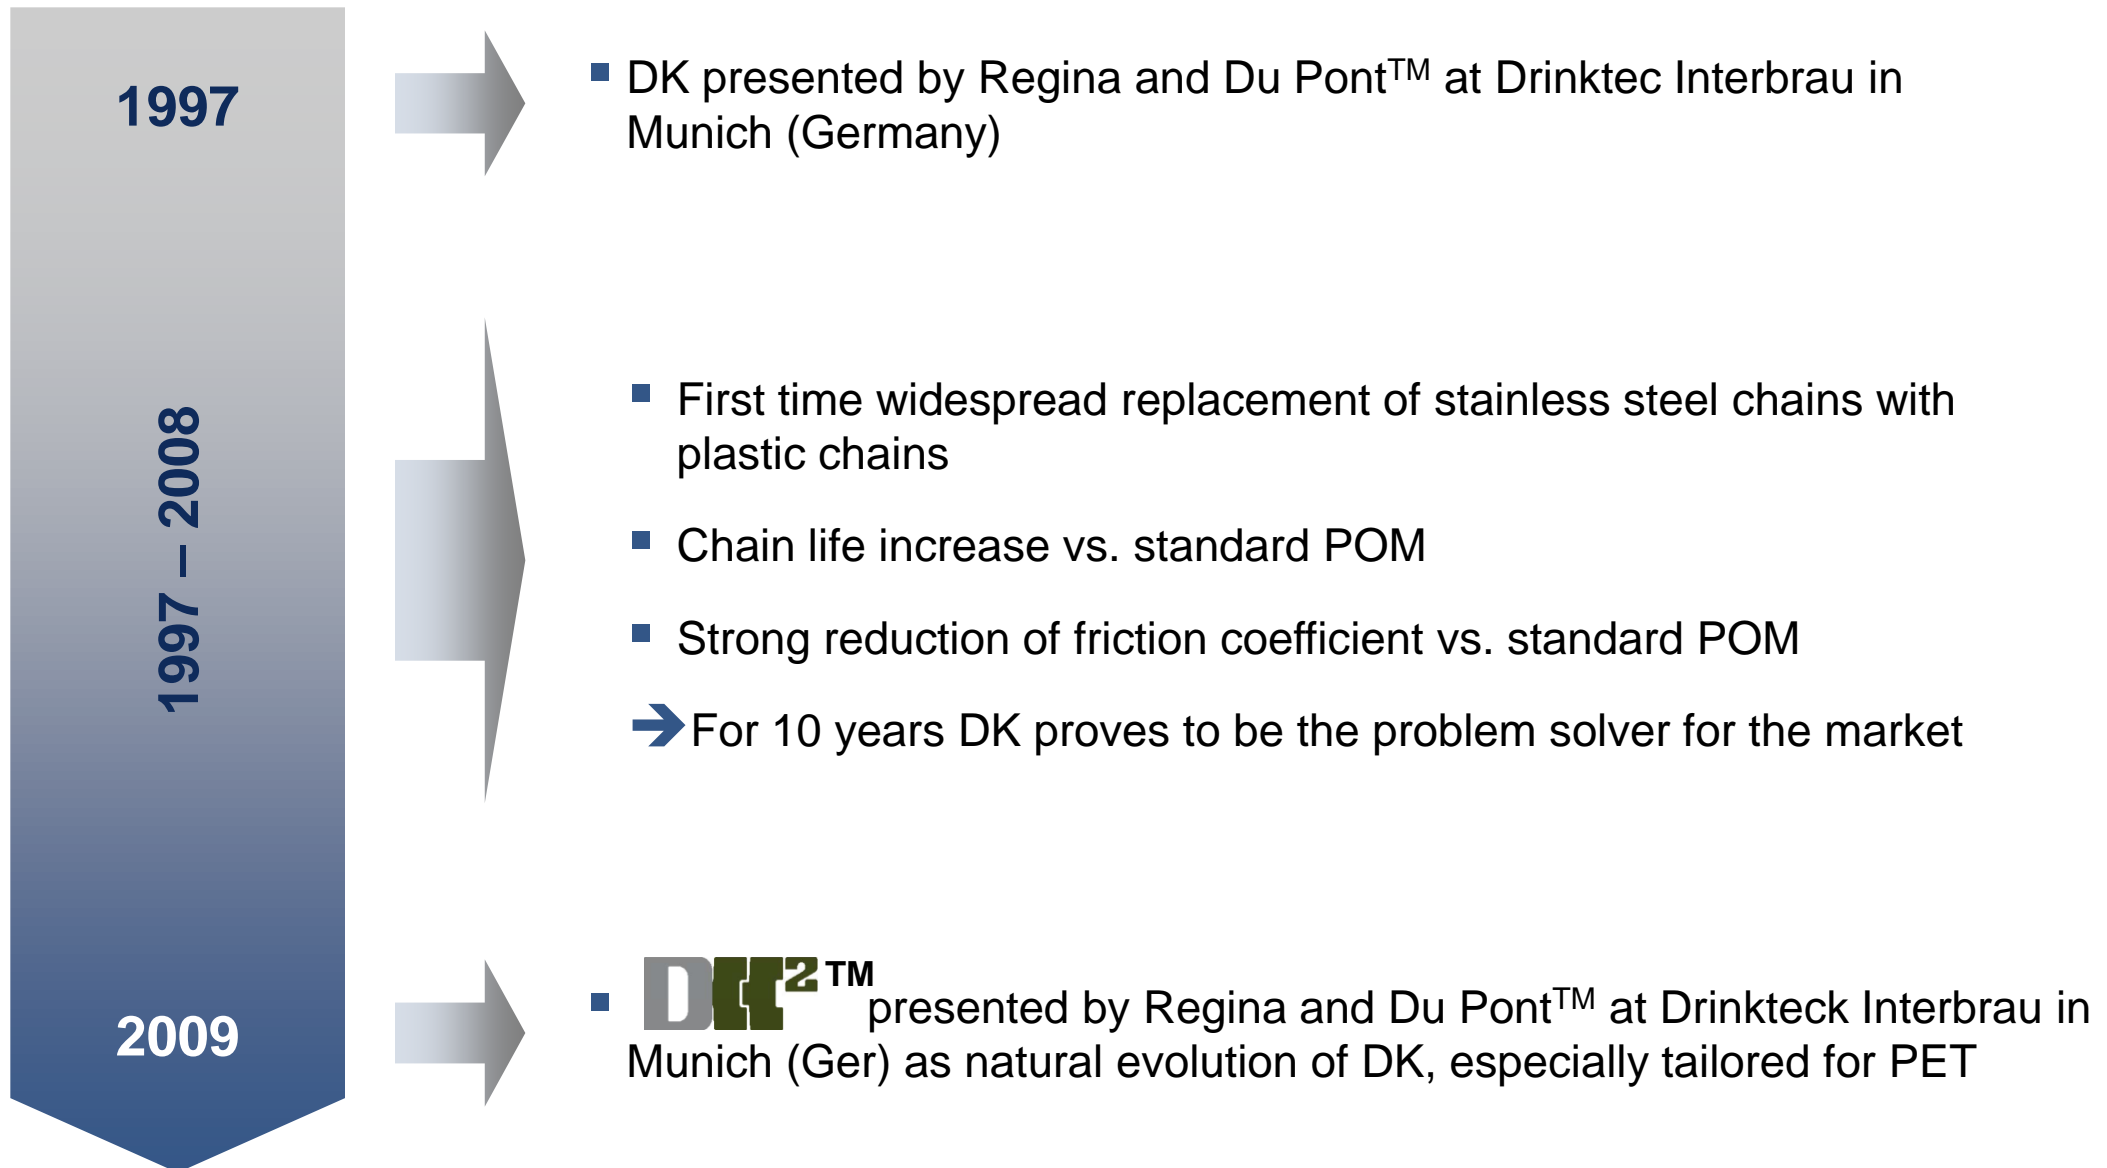 1997
DK presented by Regina and Du Pont™ at Drinktec Interbrau in
Munich (Germany)
1997 – 2008
First time widespread replacement of stainless steel chains with
plastic chains
Chain life increase vs. standard POM
Strong reduction of friction coefficient vs. standard POM
For 10 years DK proves to be the problem solver for the market
2009
DK²™ presented by Regina and Du Pont™ at Drinkteck Interbrau in
Munich (Ger) as natural evolution of DK, especially tailored for PET